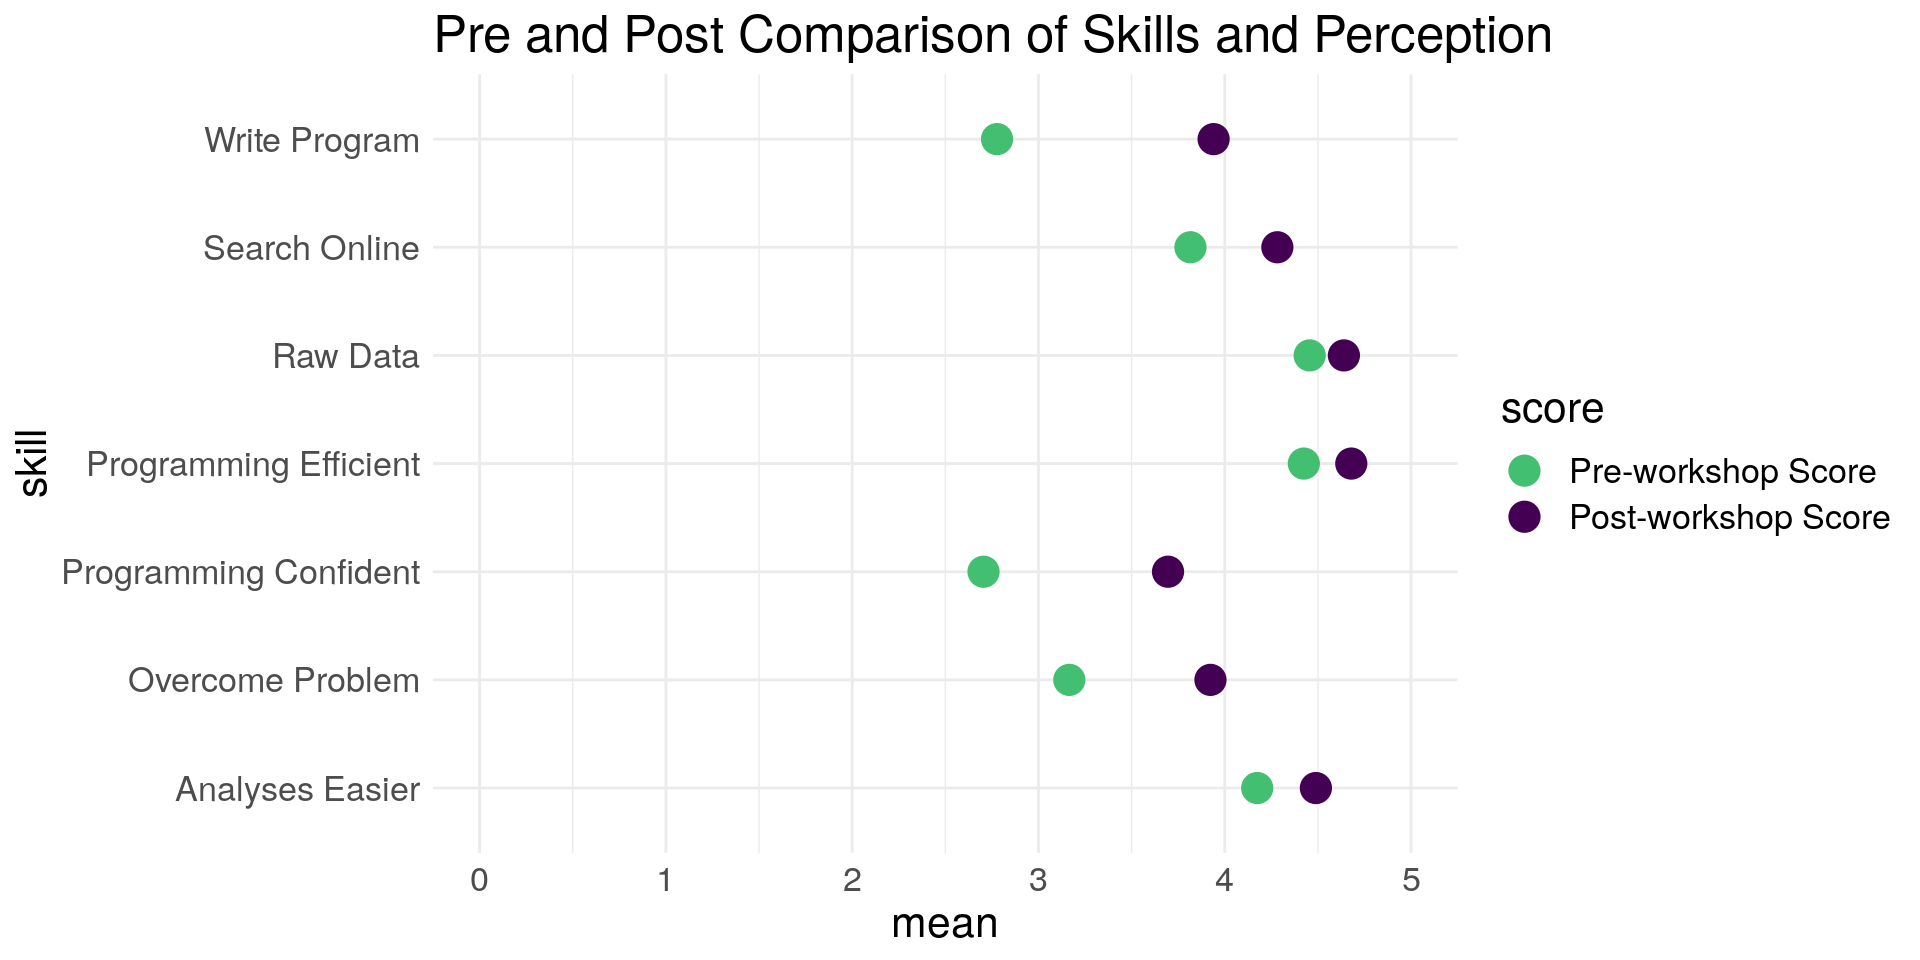 Pre and Post Comparison of Skills and Perception
Write Program
Search Online
Raw Data
Programming Efficient
Programming Confident
Overcome Problem
Analyses Easier
skill
0 1 2 3 4 5
mean
score
Pre-workshop Score
Post-workshop Score